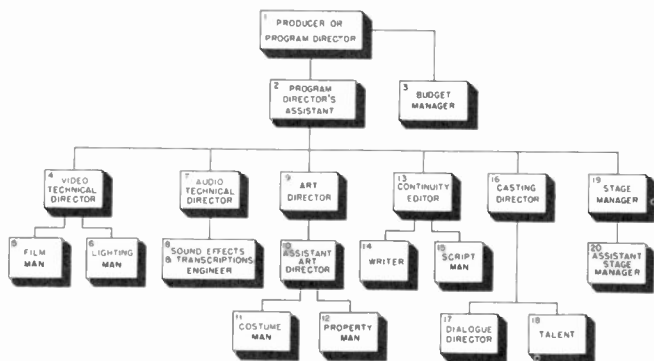 1 PRODUCER OR
PROGRAM DIRECTOR
2 PROGRAM
DIRECTOR'S
ASSISTANT
3 BUDGET
MANAGER
4 VIDEO
TECHNICAL
DIRECTOR
7 AUDIO
TECHNICAL
DIRECTOR
9 ART
DIRECTOR
13 CONTINUITY
EDITOR
16 CASTING
DIRECTOR
19 STAGE
MANAGER
5 FILM
MAN
6 LIGHTING
MAN
8 SOUND EFFECTS
& TRANSCRIPTIONS
ENGINEER
10 ASSISTANT
ART
DIRECTOR
14 WRITER
15 SCRIPT
MAN
20 ASSISTANT
STAGE
MANAGER
11 COSTUME
MAN
12 PROPERTY
MAN
17 DIALOGUE
DIRECTOR
18 TALENT